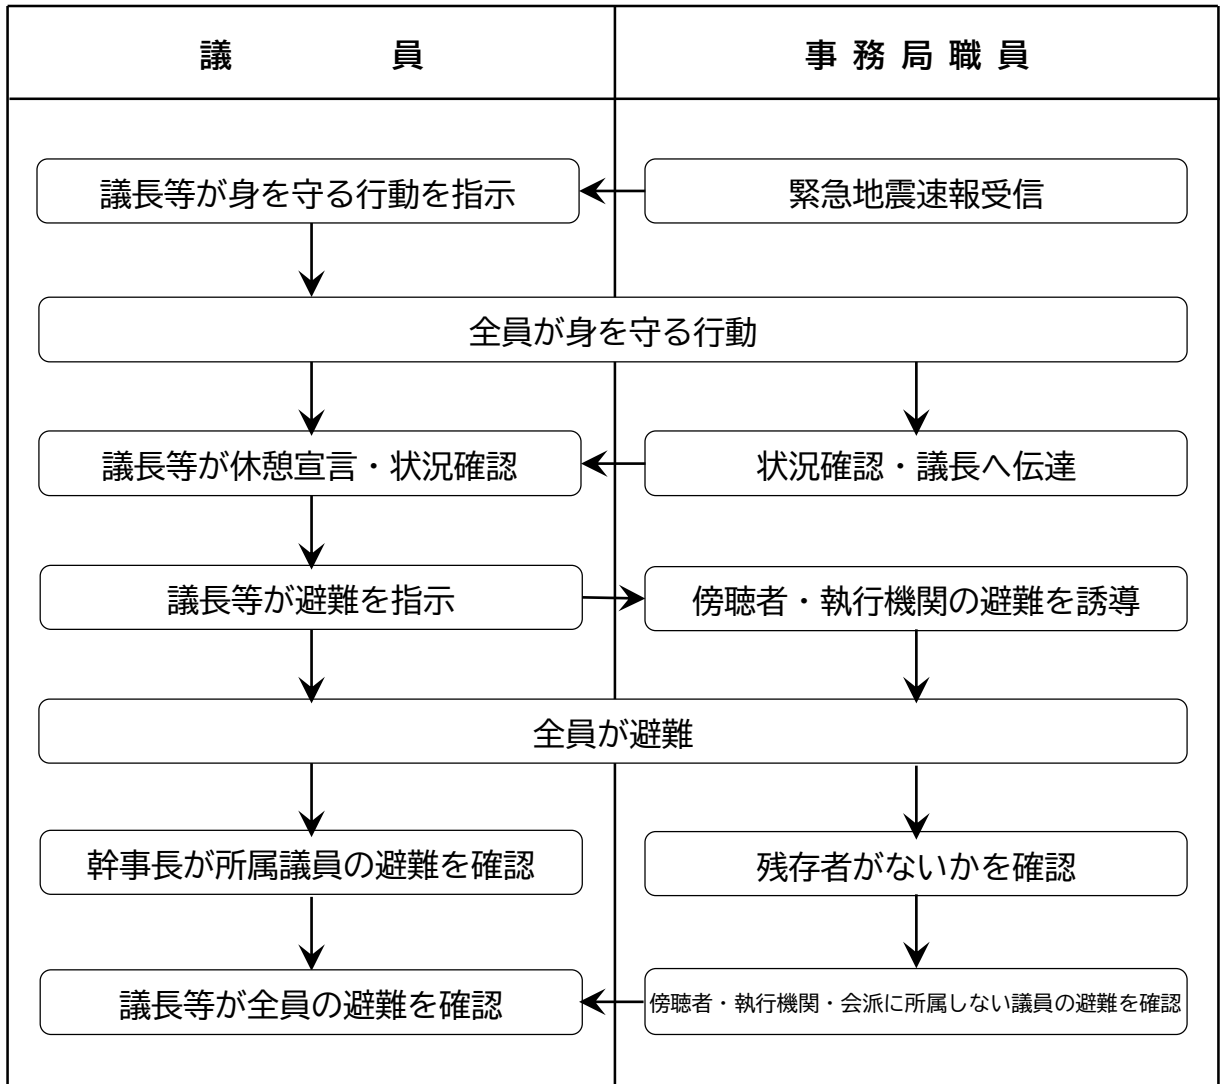 議 員
事務局職員
議長等が身を守る行動を指示
緊急地震速報受信
全員が身を守る行動
議長等が休憩宣言・状況確認
状況確認・議長へ伝達
議長等が避難を指示
傍聴者・執行機関の避難を誘導
全員が避難
幹事長が所属議員の避難を確認
残存者がないかを確認
議長等が全員の避難を確認
傍聴者・執行機関・会派に所属しない議員の避難を確認